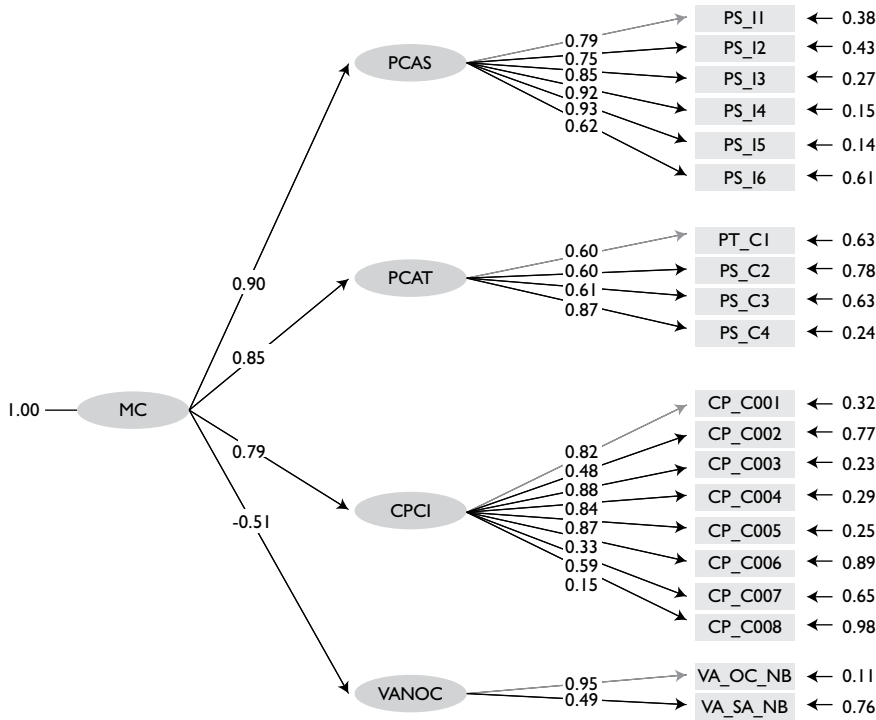 PS_I1 0.38
0.79
PS_I2 0.43
0.75
PCAS
0.85
PS_I3 0.27
0.92
PS_I4 0.15
0.93
0.62
PS_I5 0.14
PS_I6 0.61
PT_C1 0.63
0.60
PS_C2 0.78
0.60
PCAT
0.61
PS_C3 0.63
0.87
PS_C4 0.24
0.90
0.85
1.00 MC
0.79
-0.51
CP_C001 0.32
CP_C002 0.77
0.82
CP_C003 0.23
0.48
0.88
CP_C004 0.29
0.84
CPCI
0.87
CP_C005 0.25
0.33
CP_C006 0.89
0.59
0.15
CP_C007 0.65
CP_C008 0.98
VA_OC_NB 0.11
0.95
VANOC
0.49
VA_SA_NB 0.76